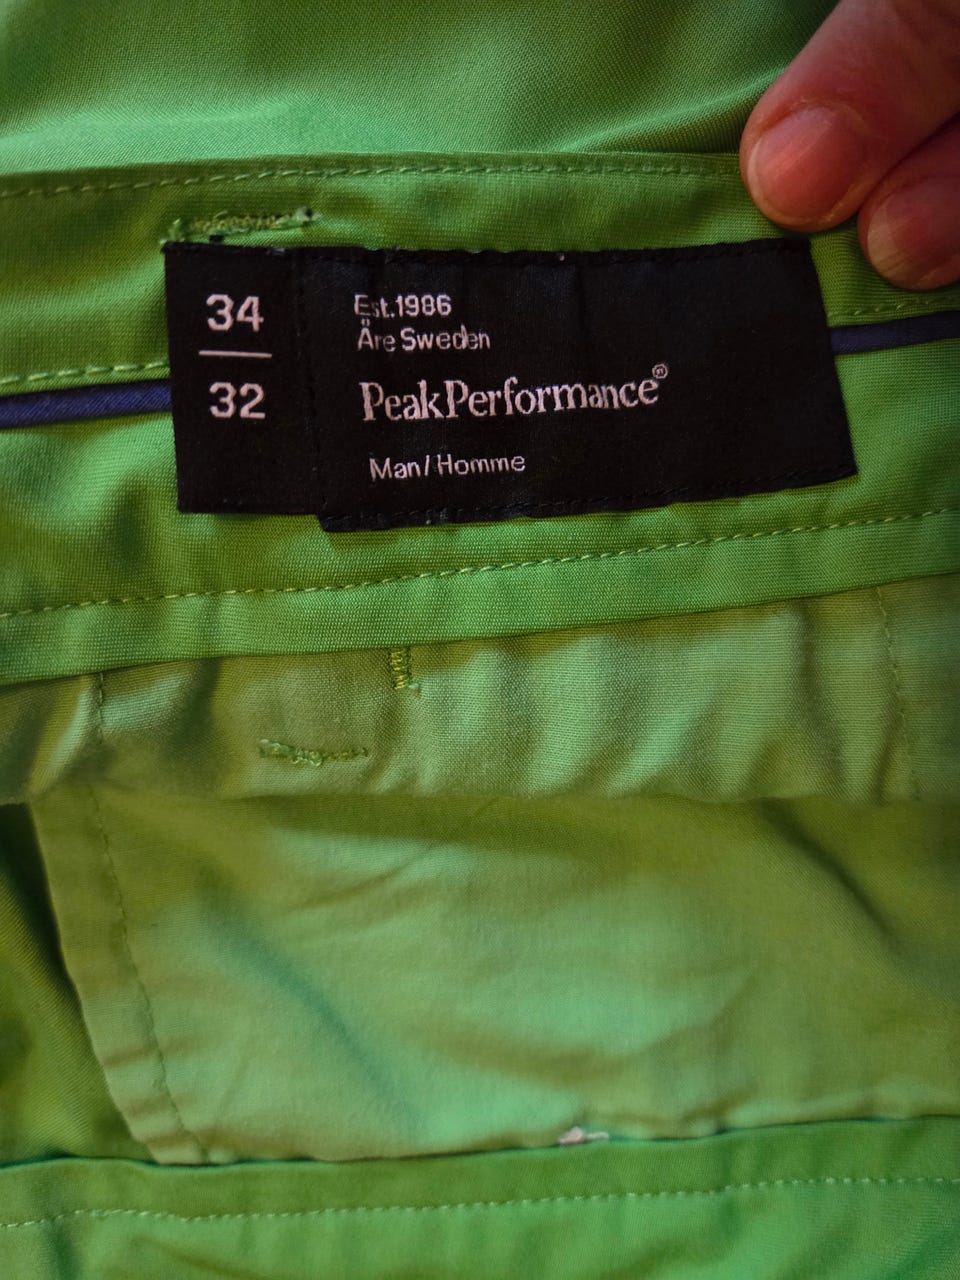 34
32
Est.1986
Åre Sweden
PeakPerformance®
Man/Homme